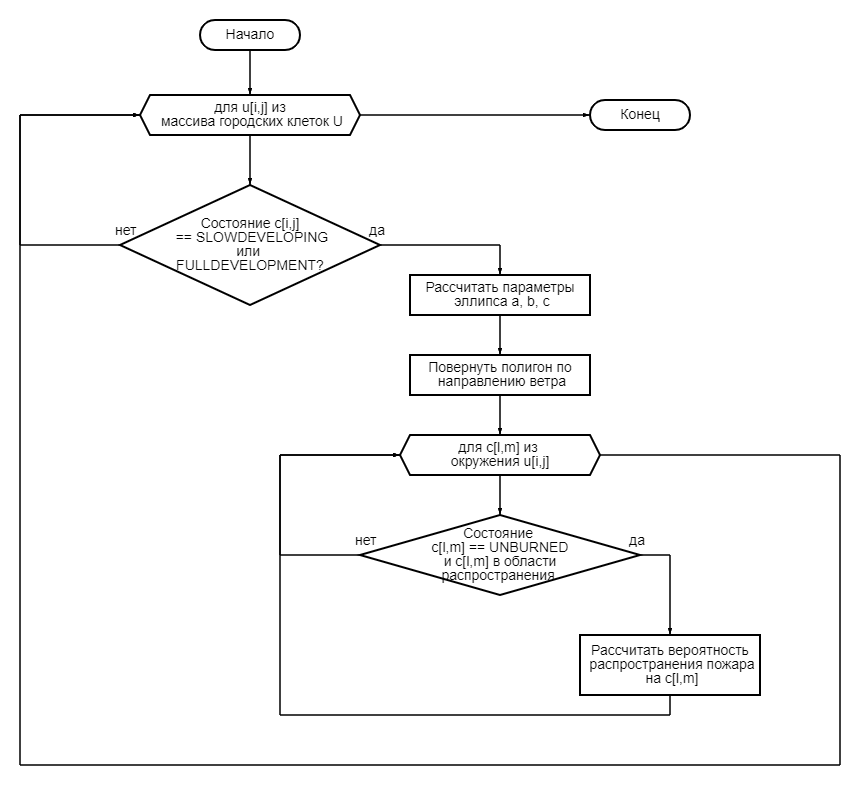 Начало
для u[i,j] из
массива городских клеток U
Конец
Состояние c[i,j]
== SLOWDEVELOPING
или
FULLDEVELOPMENT?
нет
да
Рассчитать параметры
эллипса a, b, c
Повернуть полигон по
направлению ветра
для c[l,m] из
окружения u[i,j]
Состояние
c[l,m] == UNBURNED
и c[l,m] в области
распространения
нет
да
Рассчитать вероятность
распространения пожара
на c[l,m]